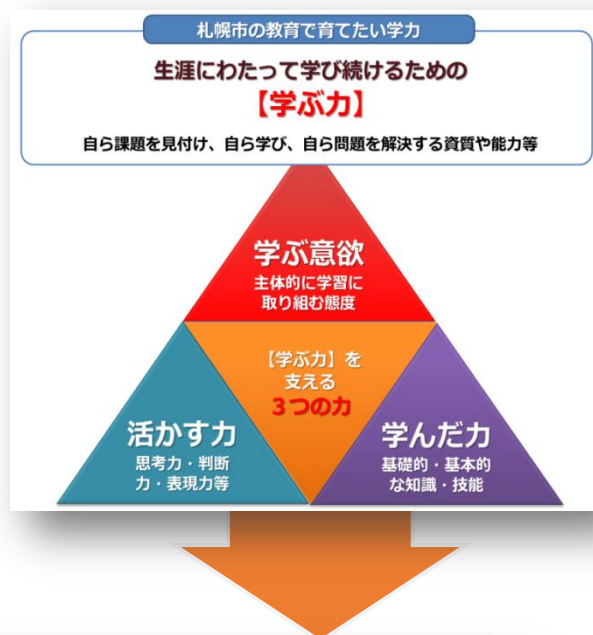 札幌市の教育で育てたい学力
生涯にわたって学び続けるための
【学ぶ力】
自ら課題を見付け、自ら学び、自ら問題を解決する資質や能力等
学ぶ意欲
主体的に学習に
取り組む態度
【学ぶ力】を
支える
３つの力
活かす力
思考力・判断
力・表現力等
学んだ力
基礎的・基本的
な知識・技能